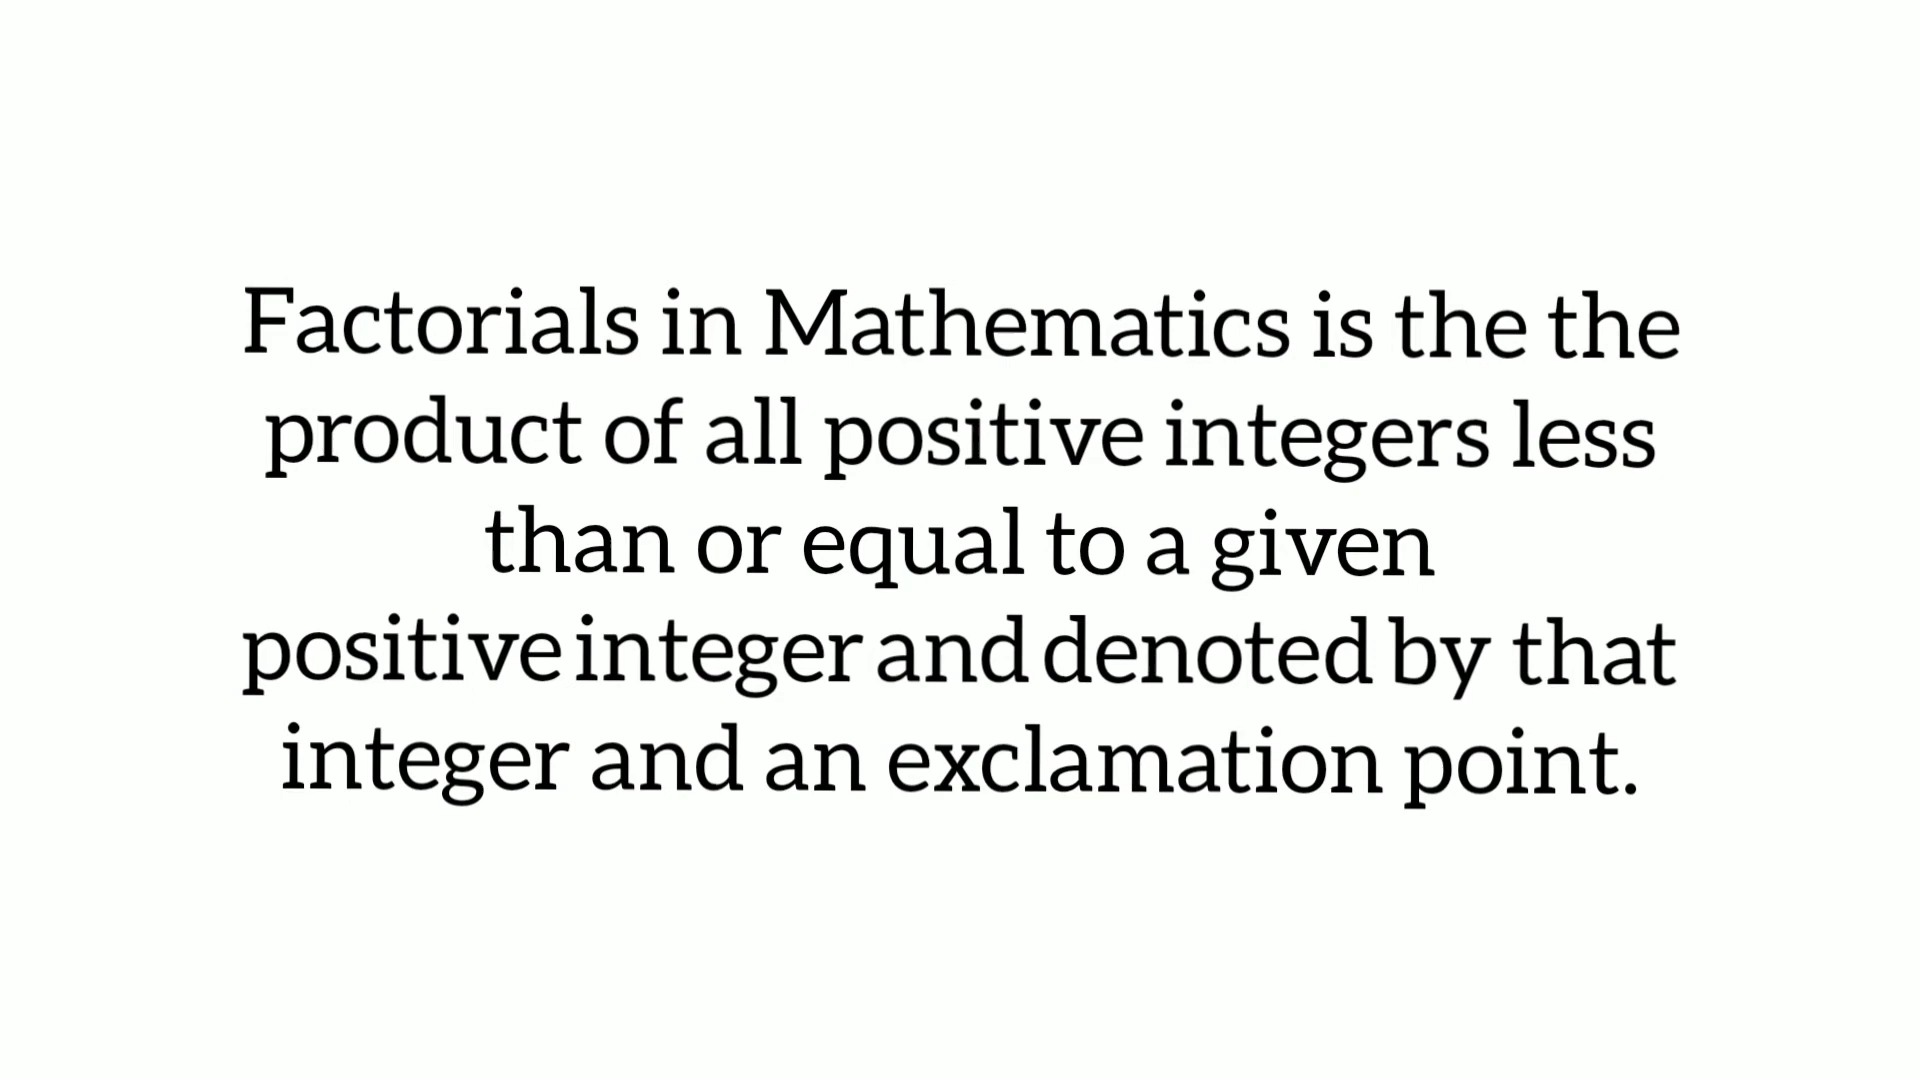 Factorials in Mathematics is the the
product of all positive integers less
than or equal to a given
positive integer and denoted by that
integer and an exclamation point.